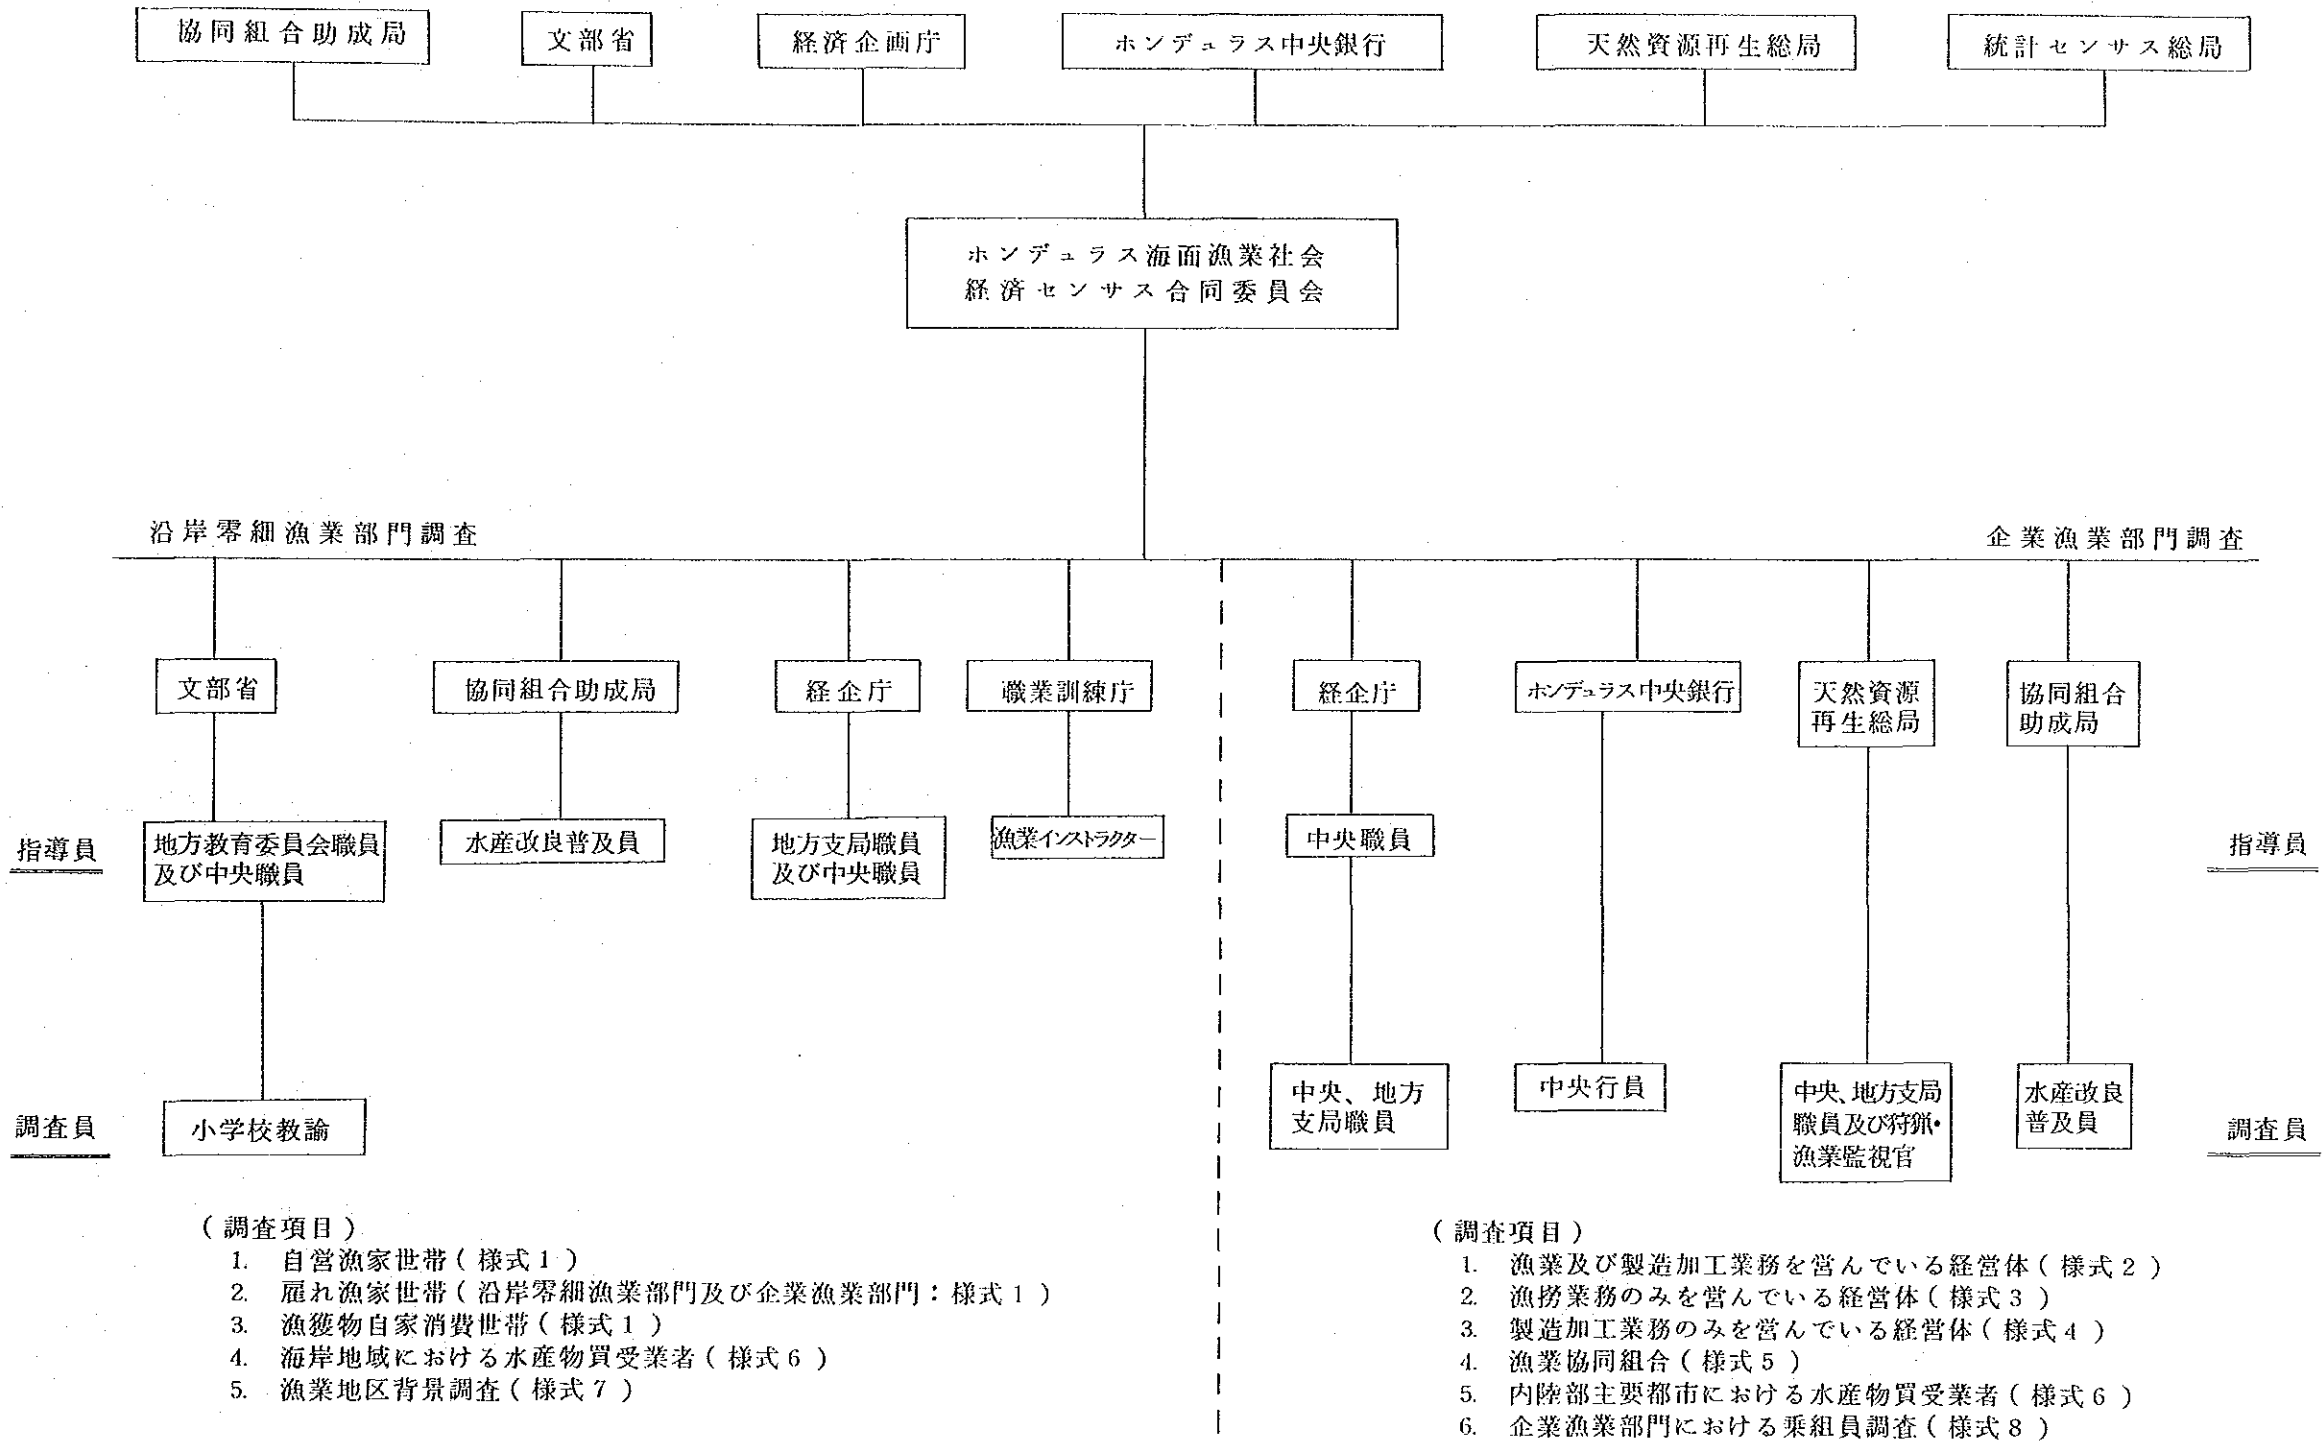 協同組合助成局
文部省
経済企画庁
ホンデュラス中央銀行
天然資源再生総局
統計センサス総局
ホンデュラス海面漁業社会
経済センサス合同委員会
沿岸零細漁業部門調査
企業漁業部門調査
文部省
協同組合助成局
経企庁
職業訓練庁
経企庁
ホンデュラス中央銀行
天然資源
再生総局
協同組合
助成局
指導員
地方教育委員会職員
及び中央職員
水産改良普及員
地方支局職員
及び中央職員
漁業インストラクター
中央職員
指導員
調査員
小学校教諭
中央、地方
支局職員
中央行員
中央、地方支局
職員及び狩猟・
漁業監視官
水産改良
普及員
調査員
(調査項目)
1. 自営漁家世帯(様式1)
2. 雇れ漁家世帯(沿岸零細漁業部門及び企業漁業部門:様式1)
3. 漁獲物自家消費世帯(様式1)
4. 海岸地域における水産物買受業者(様式6)
5. 漁業地区背景調査(様式7)
(調査項目)
1. 漁業及び製造加工業務を営んでいる経営体(様式2)
2. 漁撈業務のみを営んでいる経営体(様式3)
3. 製造加工業務のみを営んでいる経営体(様式4)
4. 漁業協同組合(様式5)
5. 内陸部主要都市における水産物買受業者(様式6)
6. 企業漁業部門における乗組員調査(様式8)